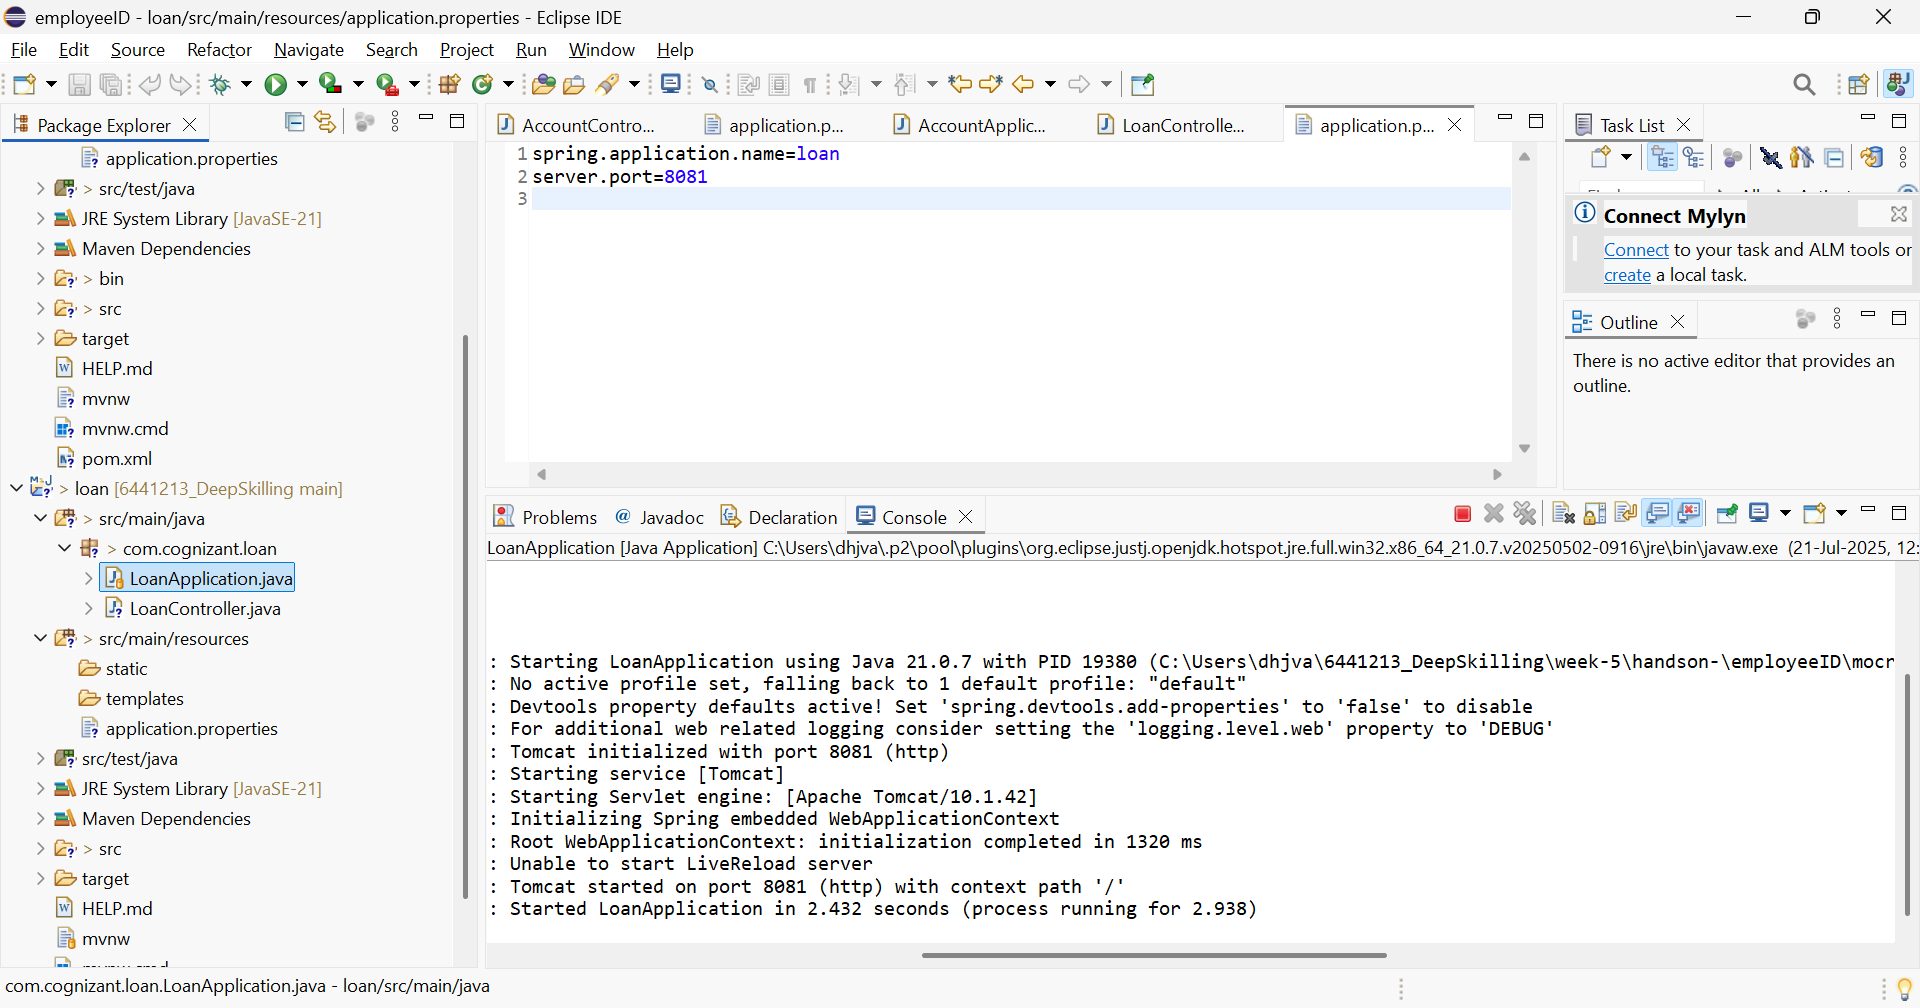 employeeID - loan/src/main/resources/application.properties - Eclipse IDE
File Edit Source Refactor Navigate Search Project Run Window Help
Package Explorer
application.properties
> src/test/java
JRE System Library [JavaSE-21]
Maven Dependencies
> bin
> src
target
HELP.md
mvnw
mvnw.cmd
pom.xml
> loan [6441213_DeepSkilling main]
> src/main/java
> com.cognizant.loan
LoanApplication.java
LoanController.java
> src/main/resources
static
templates
application.properties
src/test/java
JRE System Library [JavaSE-21]
Maven Dependencies
> src
target
HELP.md
mvnw
com.cognizant.loan.LoanApplication.java - loan/src/main/java
AccountContro... application.p... AccountApplic... LoanControlle... application.p...
1 spring.application.name=loan
2 server.port=8081
3
Problems @ Javadoc Declaration Console
LoanApplication [Java Application] C:\Users\dhjva\.p2\pool\plugins\org.eclipse.justj.openjdk.hotspot.jre.full.win32.x86_64_21.0.7.v20250502-0916\jre\bin\javaw.exe (21-Jul-2025, 12:
: Starting LoanApplication using Java 21.0.7 with PID 19380 (C:\Users\dhjva\6441213_DeepSkilling\week-5\handson-\employeeID\mocr
: No active profile set, falling back to 1 default profile: "default"
: Devtools property defaults active! Set 'spring.devtools.add-properties' to 'false' to disable
: For additional web related logging consider setting the 'logging.level.web' property to 'DEBUG'
: Tomcat initialized with port 8081 (http)
: Starting service [Tomcat]
: Starting Servlet engine: [Apache Tomcat/10.1.42]
: Initializing Spring embedded WebApplicationContext
: Root WebApplicationContext: initialization completed in 1320 ms
: Unable to start LiveReload server
: Tomcat started on port 8081 (http) with context path '/'
: Started LoanApplication in 2.432 seconds (process running for 2.938)
Task List
Connect Mylyn
Connect to your task and ALM tools or
create a local task.
Outline
There is no active editor that provides an
outline.